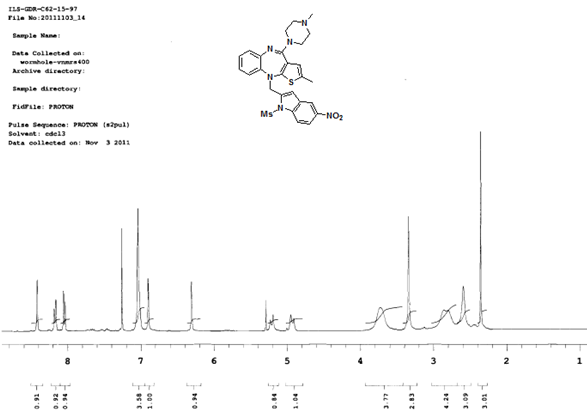 ILS-GDR-C62-15-97
File No:20111103_14
Sample Name:
Data Collected on:
wormhole-vnmrs400
Archive directory:
Sample directory:
FidFile: PROTON
Pulse Sequence: PROTON (s2pul)
Solvent: cdcl3
Data collected on: Nov 3 2011
N
N
N
N
S
N
Ms
NO2
8 7 6 5 4 3 2 1
0.91 0.92 0.94 3.58 1.00 0.94 0.84 1.04 3.77 2.83 4.24 3.09 3.01